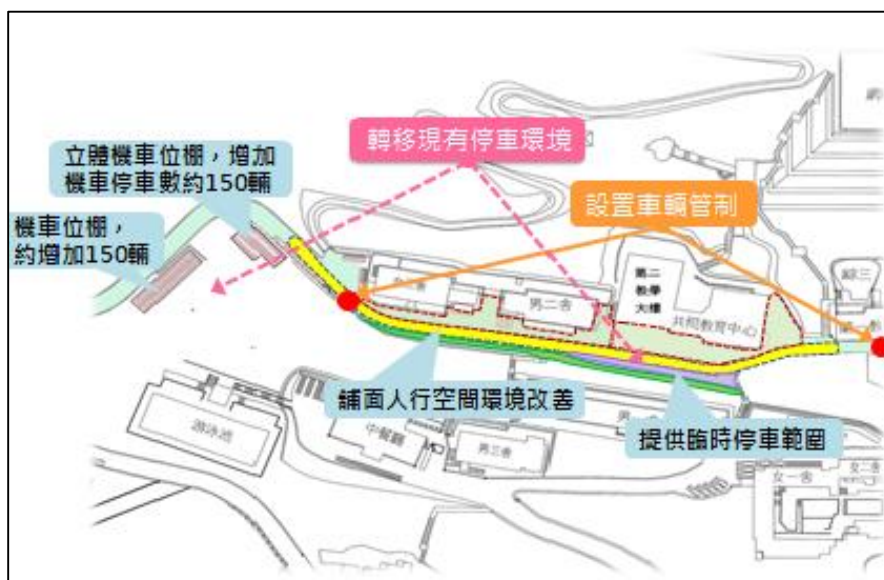 轉移現有停車環境
立體機車位棚，增加
機車停車數約150輛
設置車輛管制
機車位棚，
約增加150輛
第二
教學
大樓
男二舍
共同教育中心
舖面人行空間環境改善
提供臨時停車範圍
游泳池
中餐廳
男三舍
女一舍
女二舍